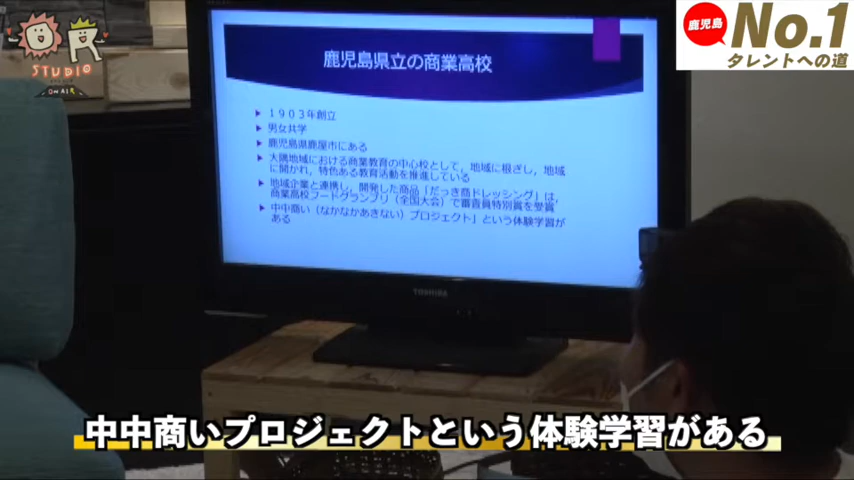 OR
STUDIO
ON AIR
鹿児島
No.1
タレントへの道
鹿児島県立の商業高校
１９０３年創立
男女共学
鹿児島県鹿屋市にある
大隅地域における商業教育の中心校として，地域に根ざし，地域
に開かれ，特色ある教育活動を推進している
地域企業と連携し，開発した商品「だっき商ドレッシング」は，
商業高校フードグランプリ（全国大会）で審査員特別賞を受賞
中中商い（なかなかあきない）プロジェクト」という体験学習が
ある
TOSHIBA
中中商いプロジェクトという体験学習がある